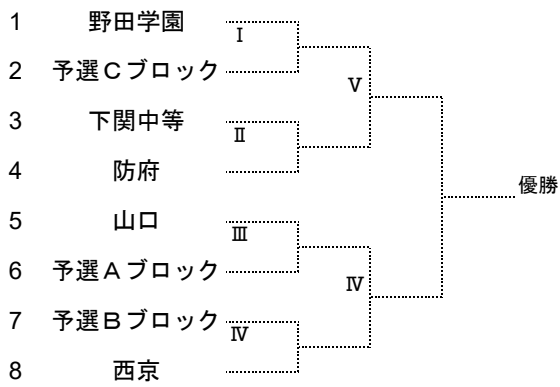 1 野田学園
Ⅰ
2 予選Cブロック
Ⅴ
3 下関中等
Ⅱ
4 防府
優勝
5 山口
Ⅲ
6 予選Aブロック
Ⅳ
7 予選Bブロック
Ⅳ
8 西京